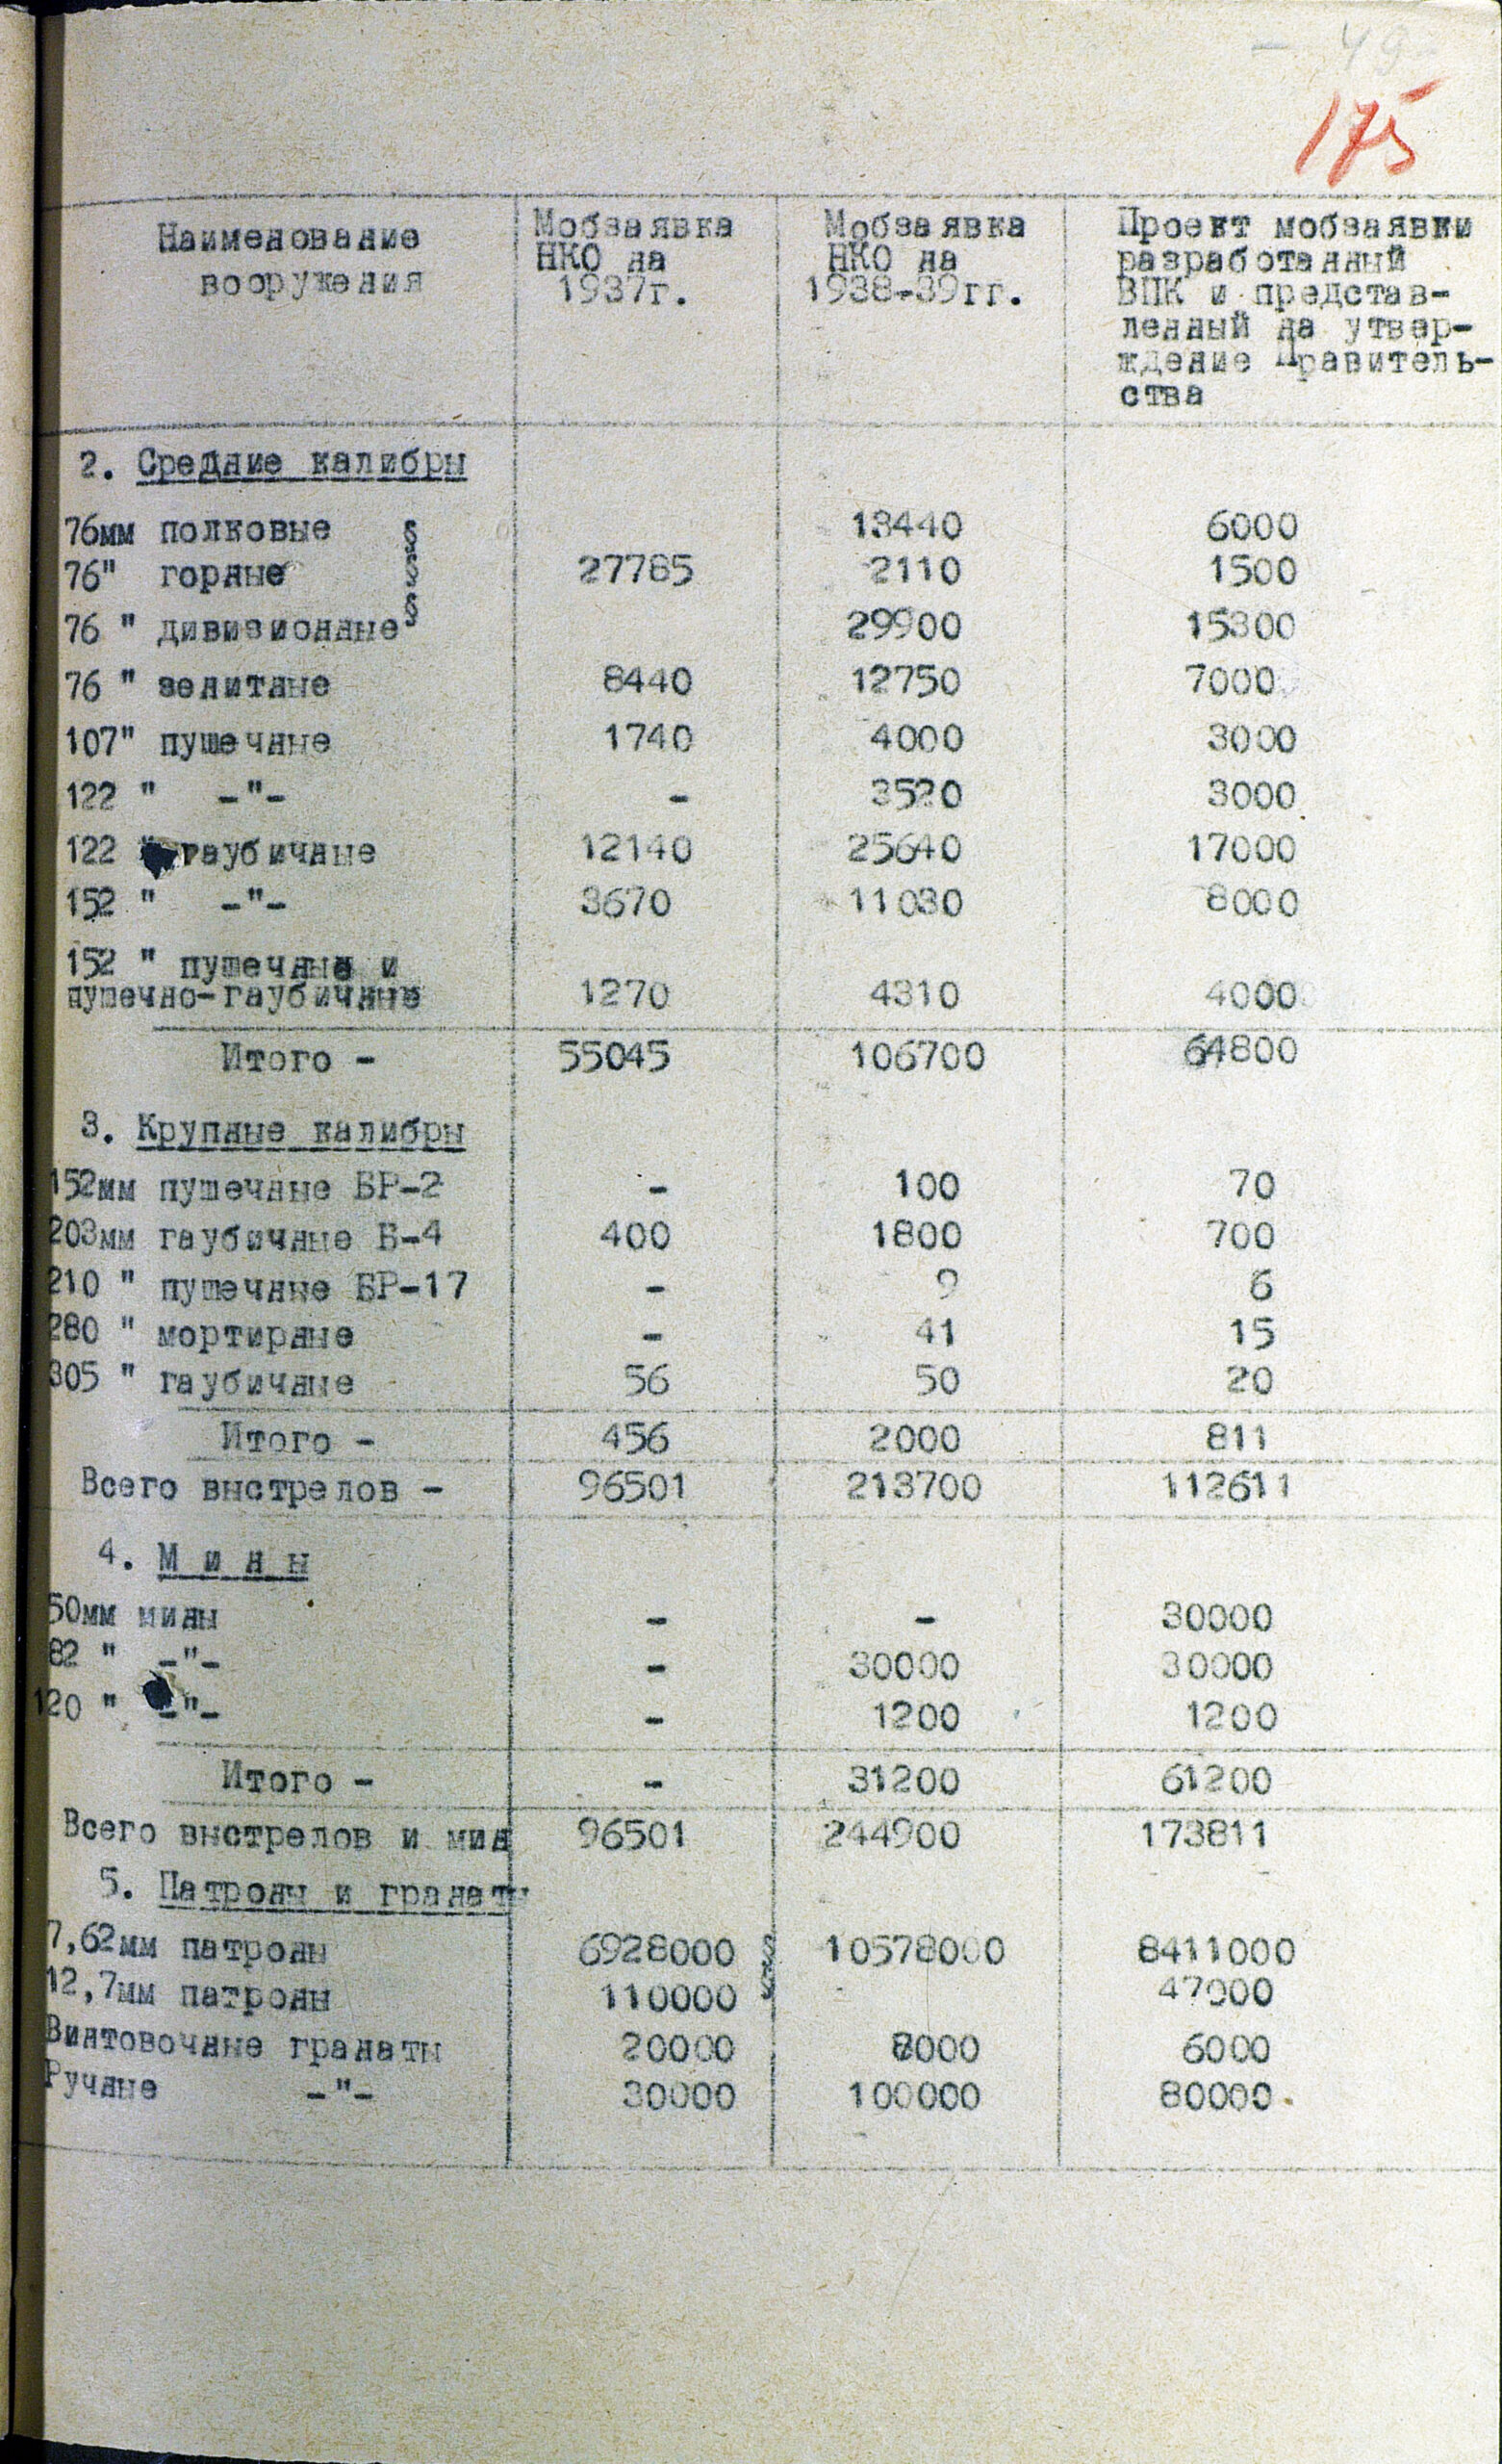 - 49
175
Наименование вооружения | Мобзаявка НКО на 1937г. | Мобзаявка НКО на 1938-39гг. | Проект мобзаявки разработанный ВПК и представ-ленный на утвер-ждение Правитель-ства
2. Средние калибры
76мм полковые § 13440 6000
76" горные § 27785 2110 1500
76 " дивизионные § 29900 15300
76 " зенитные 8440 12750 7000
107" пушечные 1740 4000 3000
122 " -"- - 3520 3000
122 " гаубичные 12140 25640 17000
152 " -"- 3670 11030 8000
152 " пушечные и
пушечно-гаубичные 1270 4310 4000
Итого - 55045 106700 64800
3. Крупные калибры
152мм пушечные БР-2 - 100 70
203мм гаубичные Б-4 400 1800 700
210 " пушечные БР-17 - 9 6
280 " мортирные - 41 15
305 " гаубичные 56 50 20
Итого - 456 2000 811
Всего выстрелов - 96501 213700 112611
4. Мины
50мм мины - - 30000
82 " -"- - 30000 30000
120 " -"- - 1200 1200
Итого - - 31200 61200
Всего выстрелов и мин 96501 244900 173811
5. Патроны и гранаты
7,62мм патроны 6928000 § 10578000 8411000
12,7мм патроны 110000 § 47000
Винтовочные гранаты 20000 8000 6000
Ручные -"- 30000 100000 80000.